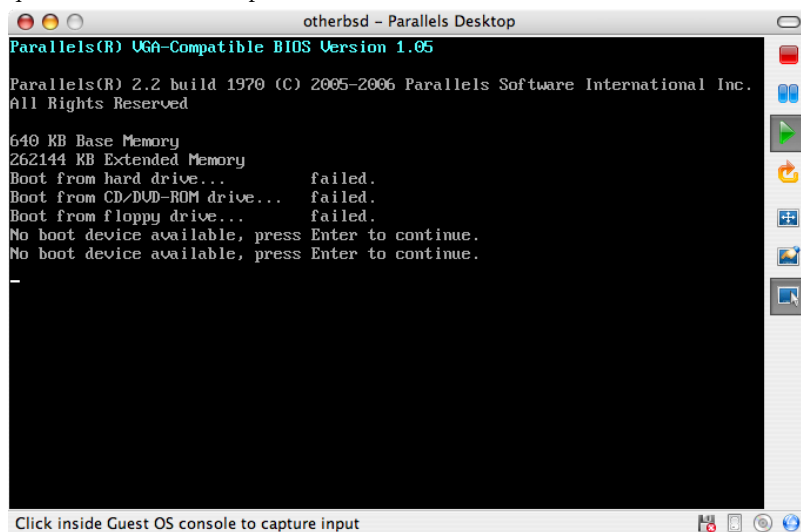 otherbsd – Parallels Desktop
Parallels(R) VGA-Compatible BIOS Version 1.05
Parallels(R) 2.2 build 1970 (C) 2005-2006 Parallels Software International Inc.
All Rights Reserved
640 KB Base Memory
262144 KB Extended Memory
Boot from hard drive... failed.
Boot from CD/DVD-ROM drive... failed.
Boot from floppy drive... failed.
No boot device available, press Enter to continue.
No boot device available, press Enter to continue.
Click inside Guest OS console to capture input